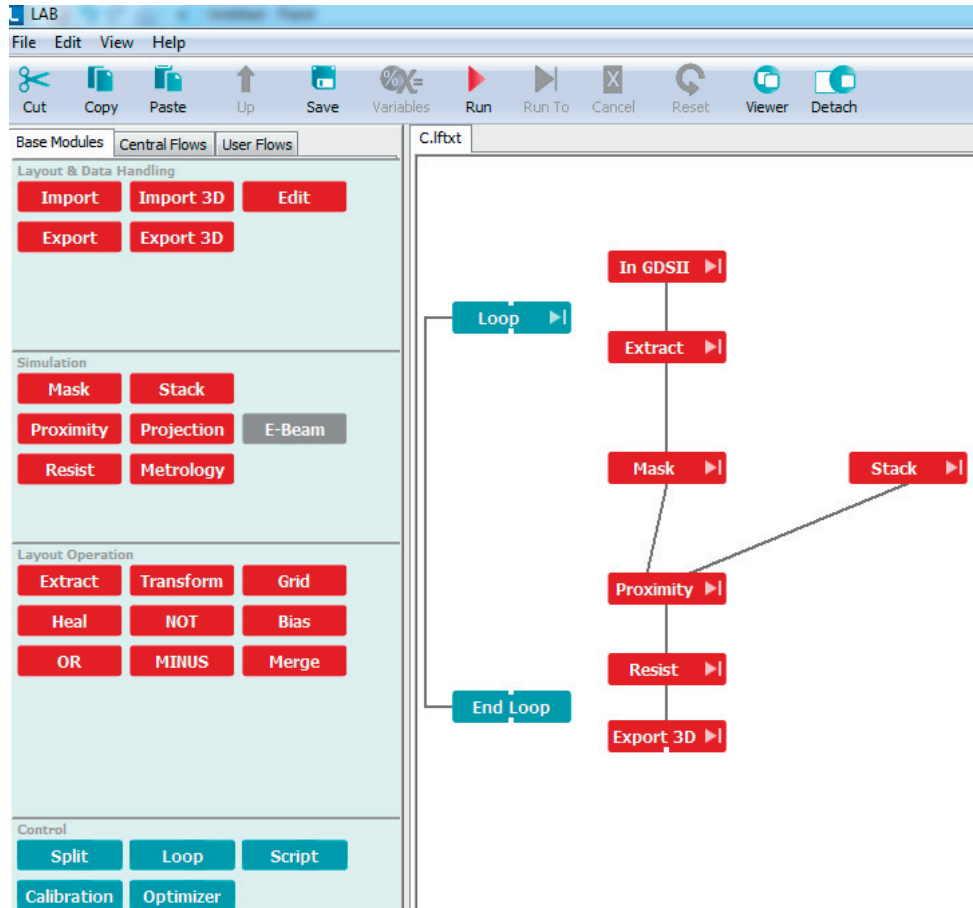 LAB
File Edit View Help
Cut Copy Paste Up Save Variables Run Run To Cancel Reset Viewer Detach
Base Modules Central Flows User Flows
C.lftxt
Layout & Data Handling
Import Import 3D Edit
Export Export 3D
Simulation
Mask Stack
Proximity Projection E-Beam
Resist Metrology
Layout Operation
Extract Transform Grid
Heal NOT Bias
OR MINUS Merge
Control
Split Loop Script
Calibration Optimizer
In GDSII
Loop
Extract
Mask Stack
Proximity
Resist
End Loop
Export 3D